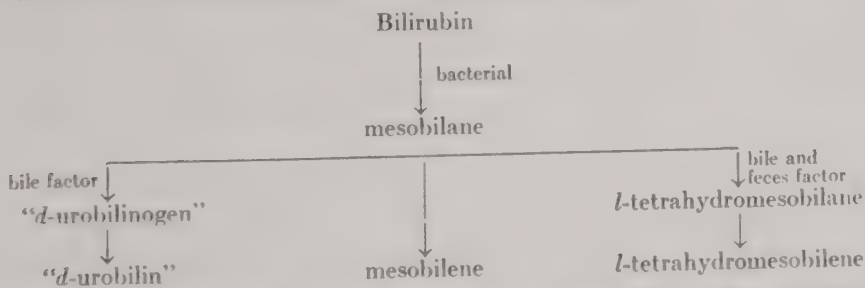 Bilirubin
bacterial
mesobilane
bile factor
bile and
feces factor
“d-urobilinogen”
l-tetrahydromesobilane
“d-urobilin”
mesobilene
l-tetrahydromesobilene